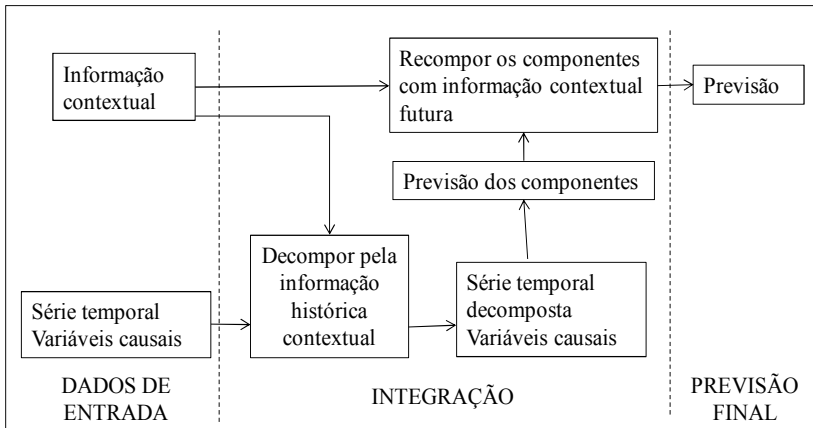 Informação
contextual
Recompor os componentes
com informação contextual
futura
Previsão
Previsão dos componentes
Decompor pela
informação
histórica
contextual
Série temporal
decomposta
Variáveis causais
Série temporal
Variáveis causais
DADOS DE
ENTRADA
INTEGRAÇÃO
PREVISÃO
FINAL